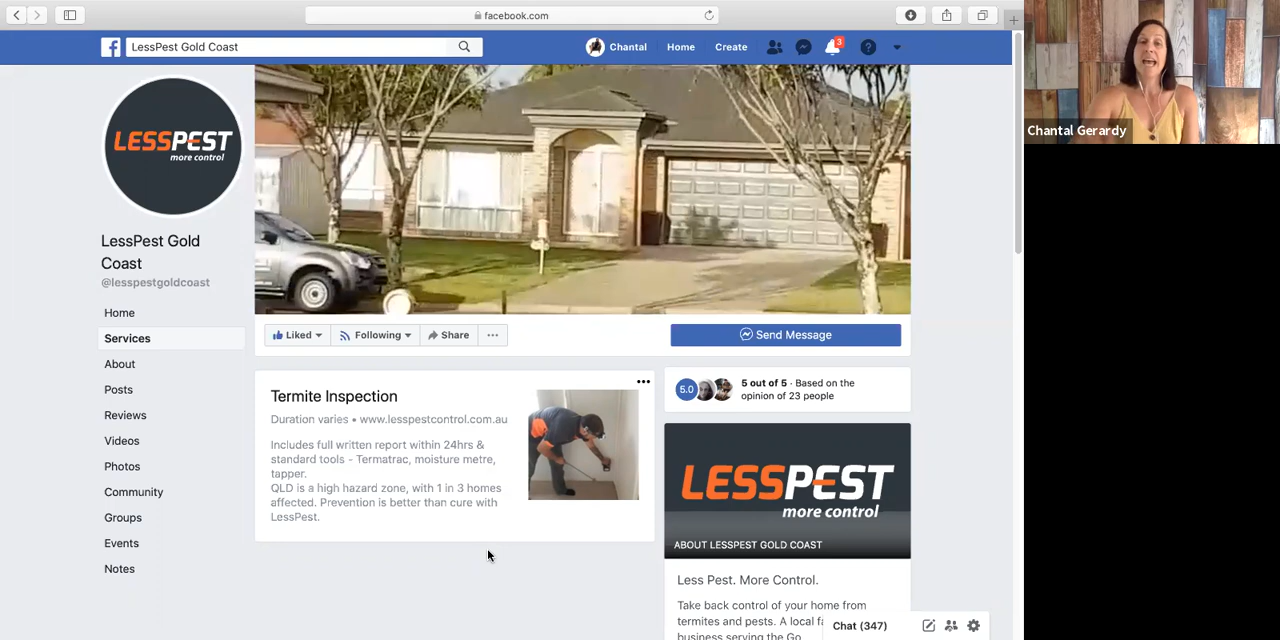 facebook.com
LessPest Gold Coast
Chantal
Home
Create
3
?
Chantal Gerardy
LESSPEST
more control
LessPest Gold
Coast
@lesspestgoldcoast
Home
Services
About
Posts
Reviews
Videos
Photos
Community
Groups
Events
Notes
Liked
Following
Share
Send Message
Termite Inspection
Duration varies • www.lesspestcontrol.com.au
Includes full written report within 24hrs &
standard tools - Termatrac, moisture metre,
tapper.
QLD is a high hazard zone, with 1 in 3 homes
affected. Prevention is better than cure with
LessPest.
5.0
5 out of 5 · Based on the
opinion of 23 people
LESSPEST
more control
ABOUT LESSPEST GOLD COAST
Less Pest. More Control.
Take back control of your home from
termites and pests. A local
business serving the Go
Chat (347)